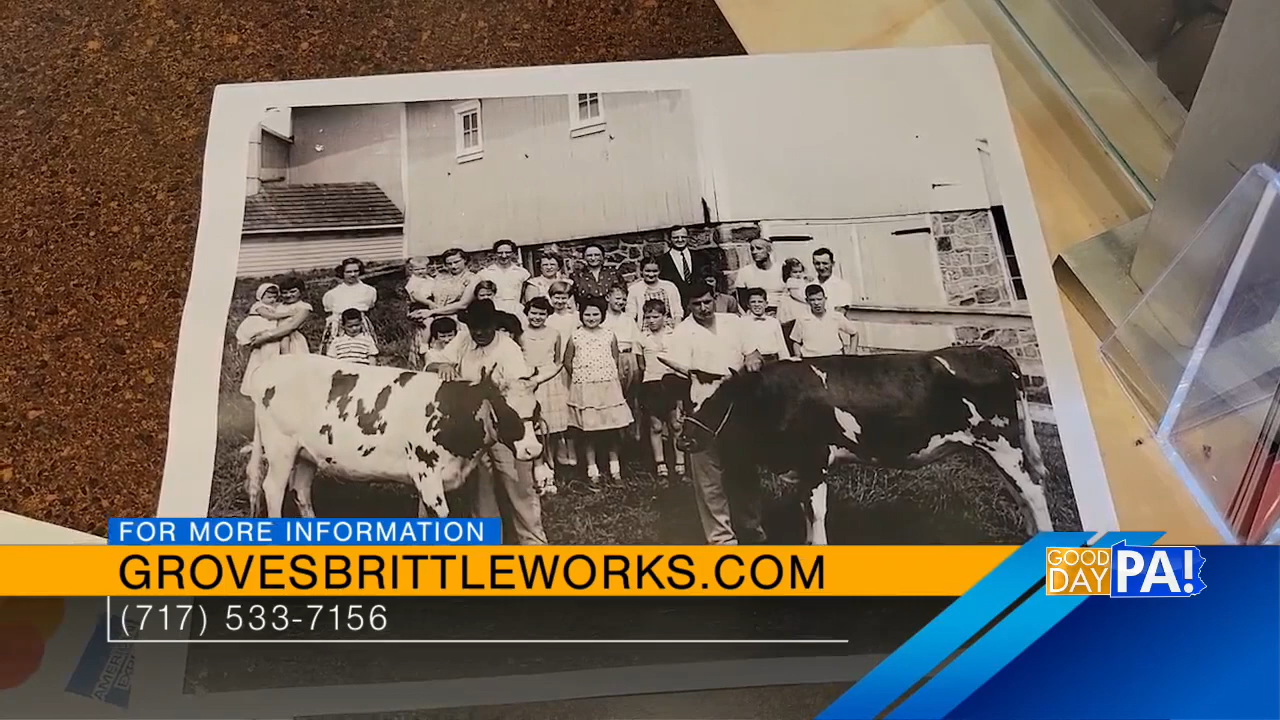 FOR MORE INFORMATION
GROVESBRITTLEWORKS.COM
(717) 533-7156
GOOD
DAY
PA!